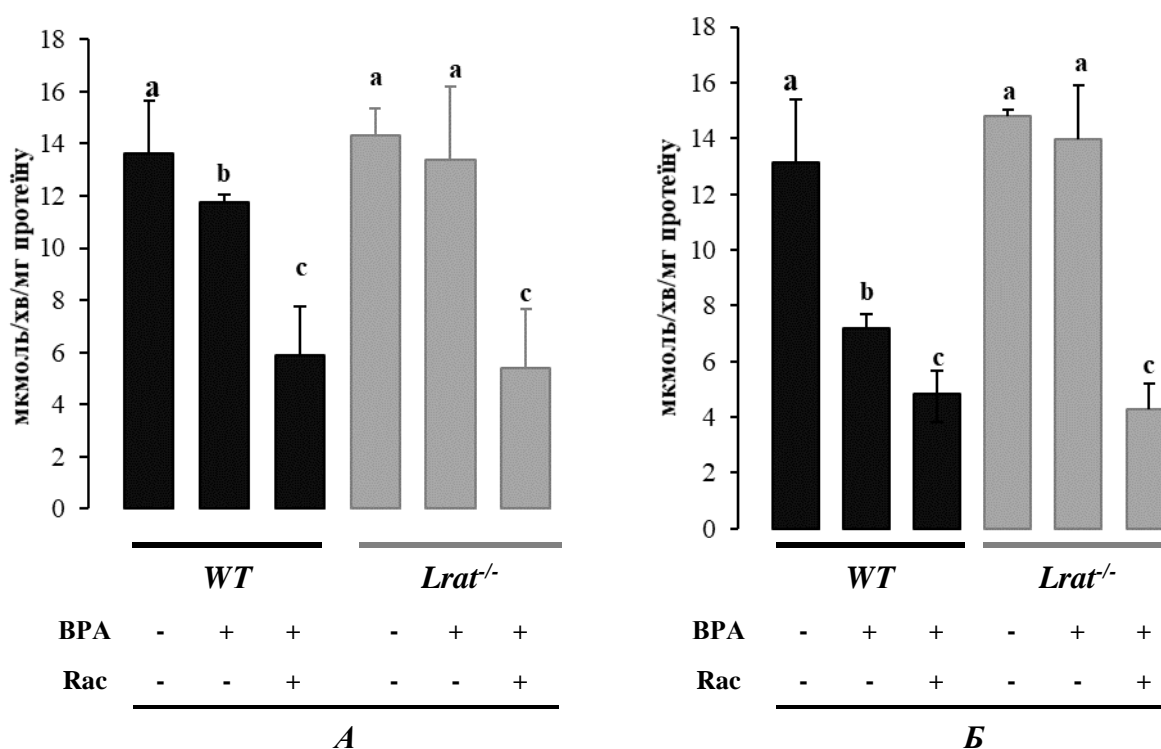 18
16
14
12
10
8
6
4
2
0
мкмоль/хв/мг протеїну
a
b
c
a
a
c
WT
Lrat-/-
BPA - + + - + +
Rac - - + - - +
А
18
16
14
12
10
8
6
4
2
0
мкмоль/хв/мг протеїну
a
b
c
a
a
c
WT
Lrat-/-
BPA - + + - + +
Rac - - + - - +
Б